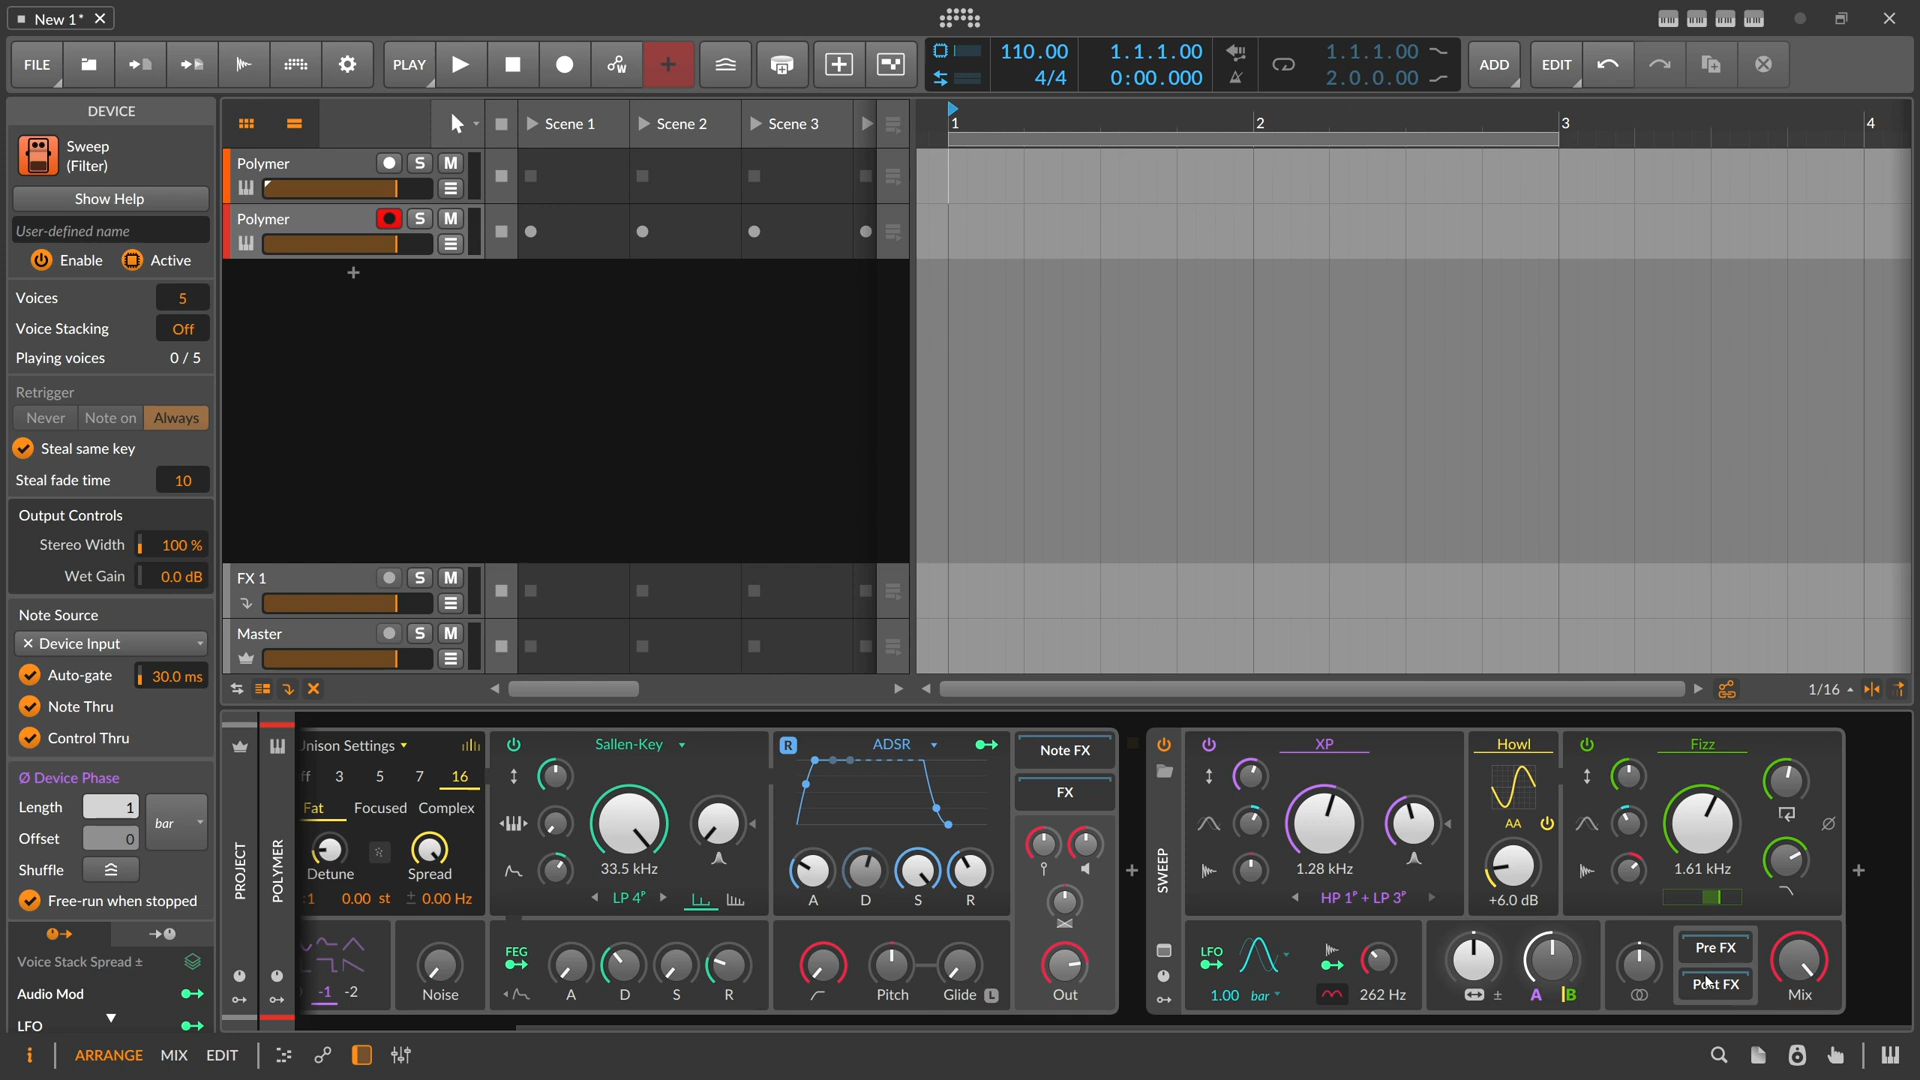 New 1*
FILE
PLAY
110.00
4/4
1.1.1.00
0:00.000
1.1.1.00
2.0.0.00
ADD
EDIT
DEVICE
Sweep
(Filter)
Show Help
User-defined name
Enable
Active
Voices 5
Voice Stacking Off
Playing voices 0 / 5
Retrigger
Never Note on Always
Steal same key
Steal fade time 10
Output Controls
Stereo Width 100 %
Wet Gain 0.0 dB
Note Source
Device Input
Auto-gate 30.0 ms
Note Thru
Control Thru
Ø Device Phase
Length 1
bar
Offset 0
Shuffle
Free-run when stopped
Voice Stack Spread ±
Audio Mod
LFO
Scene 1
Scene 2
Scene 3
Polymer
S M
Polymer
S M
FX 1
S M
Master
S M
1 2 3 4
1/16
PROJECT
POLYMER
Unison Settings
ff 3 5 7 16
Fat Focused Complex
Detune
Spread
:1 0.00 st ± 0.00 Hz
-1 -2
Noise
Sallen-Key
33.5 kHz
LP 4ᴾ
FEG
A D S R
R
ADSR
A D S R
Pitch
Glide L
Note FX
FX
Out
SWEEP
XP
1.28 kHz
HP 1ᴾ + LP 3ᴾ
Howl
AA
+6.0 dB
Fizz
1.61 kHz
LFO
1.00 bar
262 Hz
±
A B
Pre FX
Post FX
Mix
i
ARRANGE MIX EDIT